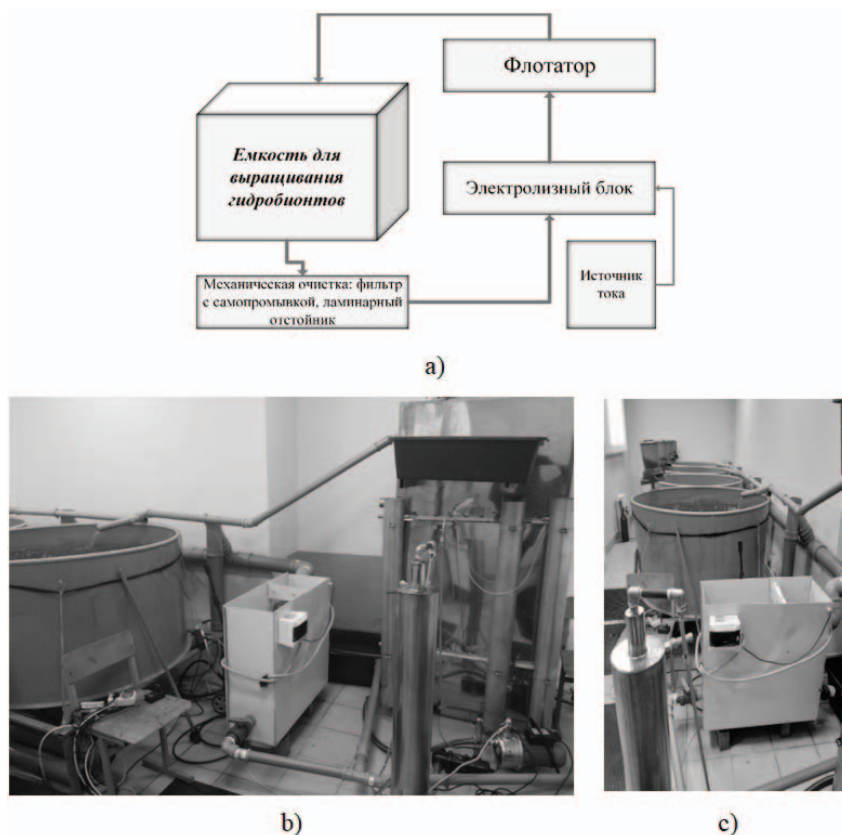 Флотатор
Емкость для
выращивания
гидробионтов
Электролизный блок
Механическая очистка: фильтр
с самопромывкой, ламинарный
отстойник
Источник
тока
a)
b)
c)